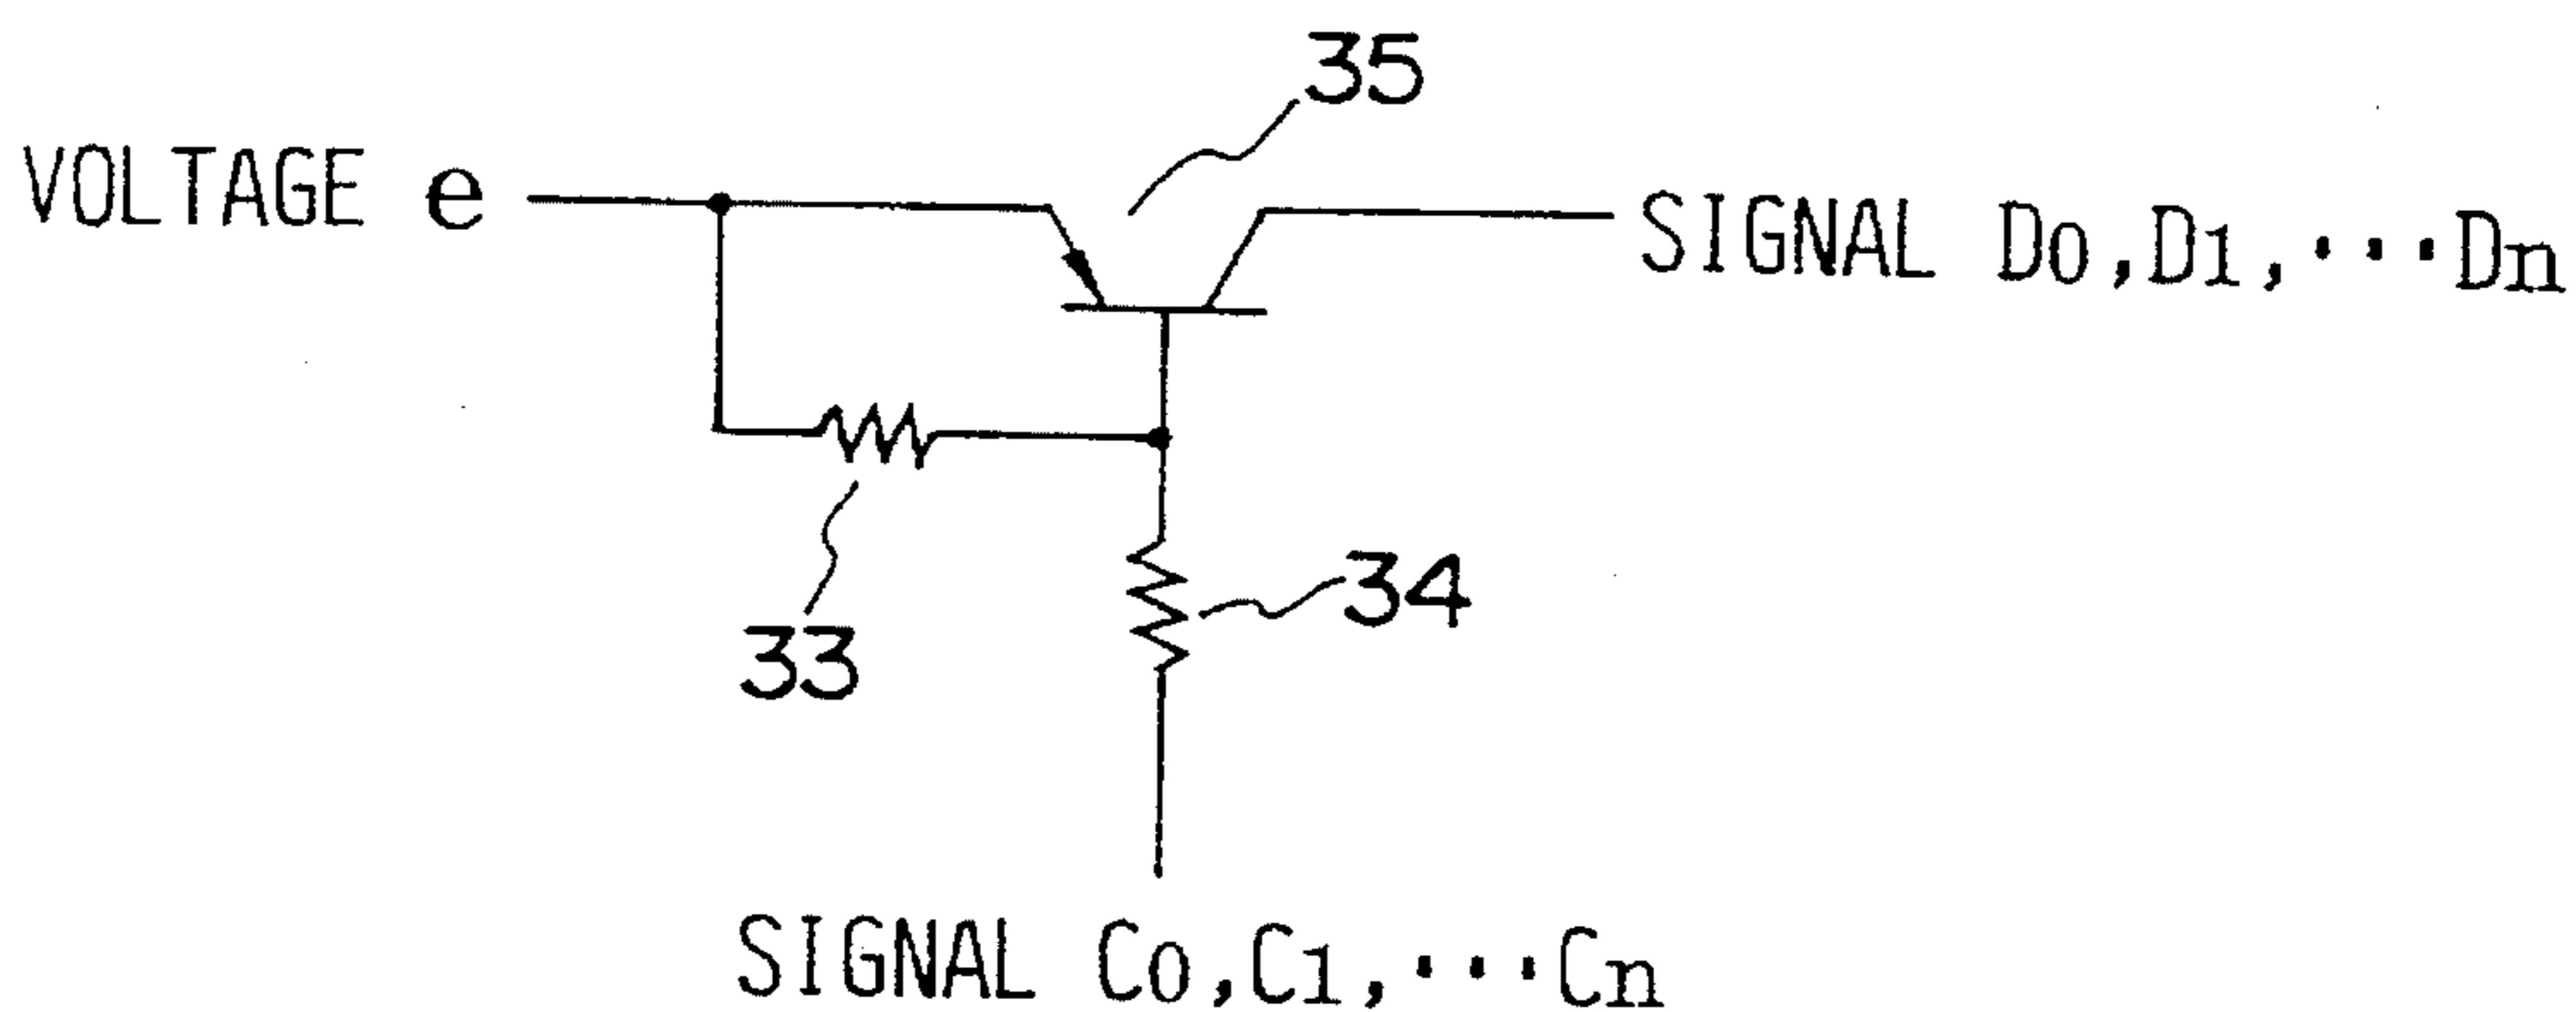 35
VOLTAGE e
SIGNAL D0,D1,···Dn
33
34
SIGNAL C0,C1,···Cn